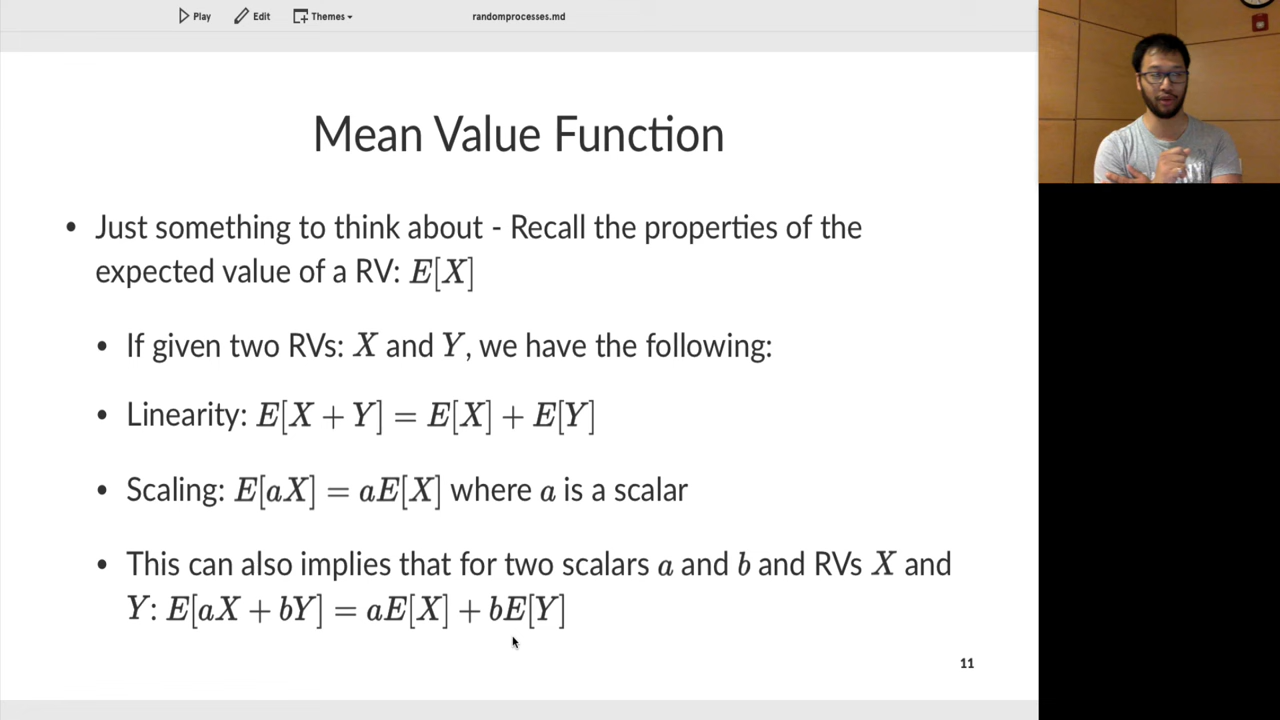 Play Edit Themes randomprocesses.md
Mean Value Function
• Just something to think about - Recall the properties of the
expected value of a RV: E[X]
• If given two RVs: X and Y, we have the following:
• Linearity: E[X + Y] = E[X] + E[Y]
• Scaling: E[aX] = aE[X] where a is a scalar
• This can also implies that for two scalars a and b and RVs X and
Y: E[aX + bY] = aE[X] + bE[Y]
11